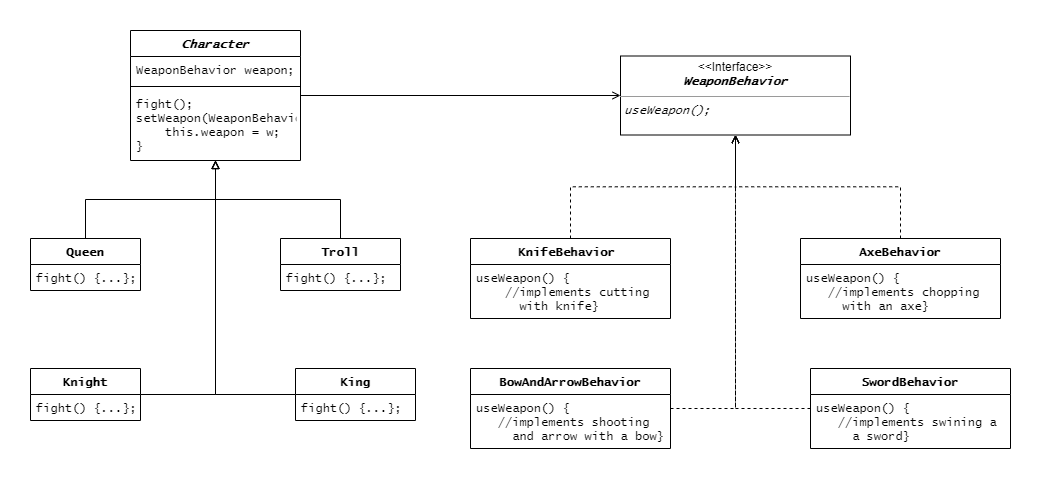 Character
WeaponBehavior weapon;
fight();
setWeapon(WeaponBehavi
this.weapon = w;
}
<<Interface>>
WeaponBehavior
useWeapon();
Queen
fight() {...};
Troll
fight() {...};
Knight
fight() {...};
King
fight() {...};
KnifeBehavior
useWeapon() {
//implements cutting
with knife}
AxeBehavior
useWeapon() {
//implements chopping
with an axe}
BowAndArrowBehavior
useWeapon() {
//implements shooting
and arrow with a bow}
SwordBehavior
useWeapon() {
//implements swining a
a sword}